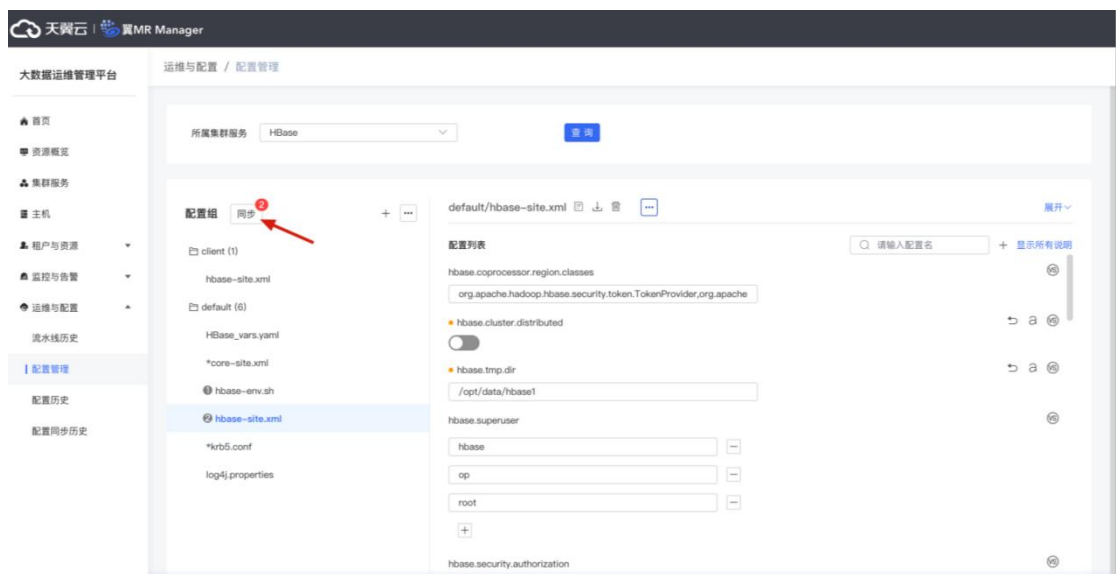 天翼云 | 翼MR Manager
大数据运维管理平台
运维与配置 / 配置管理
首页
资源概览
集群服务
主机
租户与资源
监控与告警
运维与配置
流水线历史
配置管理
配置历史
配置同步历史
所属集群服务 HBase 查 询
配置组 同步 2 + ···
client (1)
hbase-site.xml
default (6)
HBase_vars.yaml
*core-site.xml
hbase-env.sh
hbase-site.xml
*krb5.conf
log4j.properties
default/hbase-site.xml ··· 展开
配置列表 请输入配置名 + 显示所有说明
hbase.coprocessor.region.classes
org.apache.hadoop.hbase.security.token.TokenProvider,org.apache
hbase.cluster.distributed a
hbase.tmp.dir a
/opt/data/hbase1
hbase.superuser
hbase
op
root
+
hbase.security.authorization